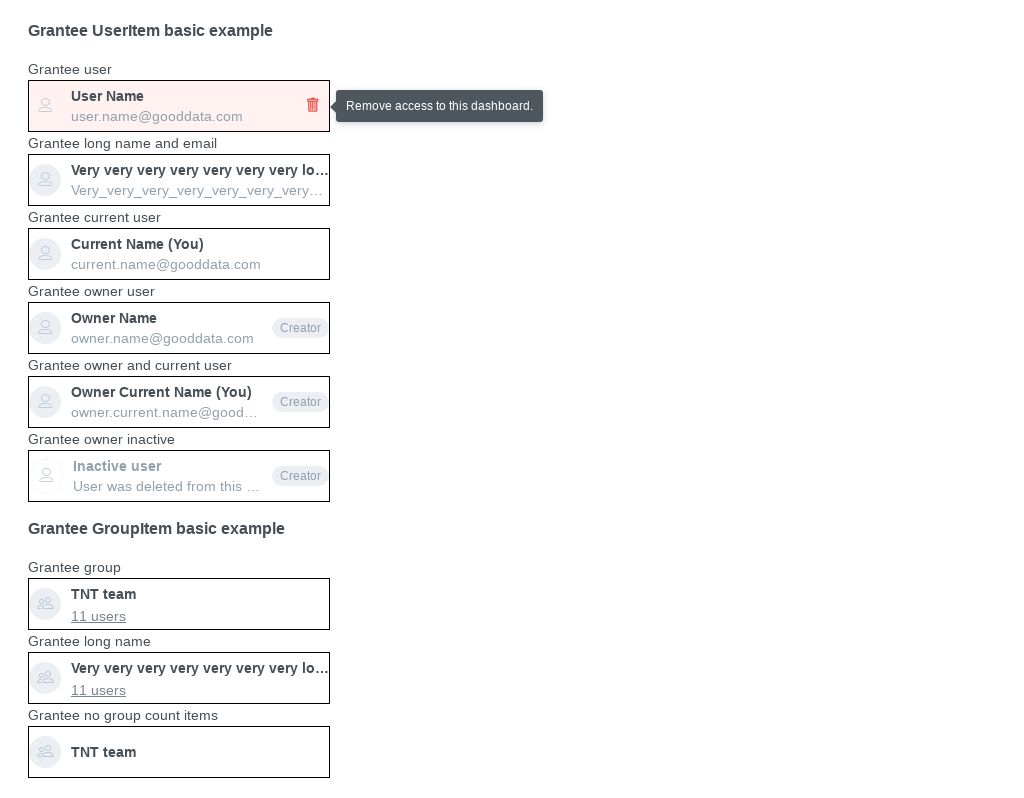 Grantee UserItem basic example
Grantee user
User Name
user.name@gooddata.com
Remove access to this dashboard.
Grantee long name and email
Very very very very very very very lo…
Very_very_very_very_very_very_very…
Grantee current user
Current Name (You)
current.name@gooddata.com
Grantee owner user
Owner Name
owner.name@gooddata.com
Creator
Grantee owner and current user
Owner Current Name (You)
owner.current.name@good…
Creator
Grantee owner inactive
Inactive user
User was deleted from this …
Creator
Grantee GroupItem basic example
Grantee group
TNT team
11 users
Grantee long name
Very very very very very very very lo…
11 users
Grantee no group count items
TNT team